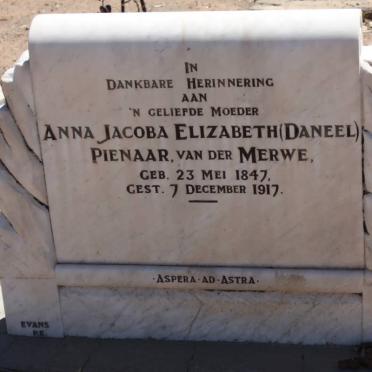 IN
DANKBARE HERINNERING
AAN
'N GELIEFDE MOEDER
ANNA JACOBA ELIZABETH (DANEEL)
PIENAAR, VAN DER MERWE,
GEB. 23 MEI 1847,
GEST. 7 DECEMBER 1917.
·ASPERA·AD·ASTRA·
EVANS
P.E.